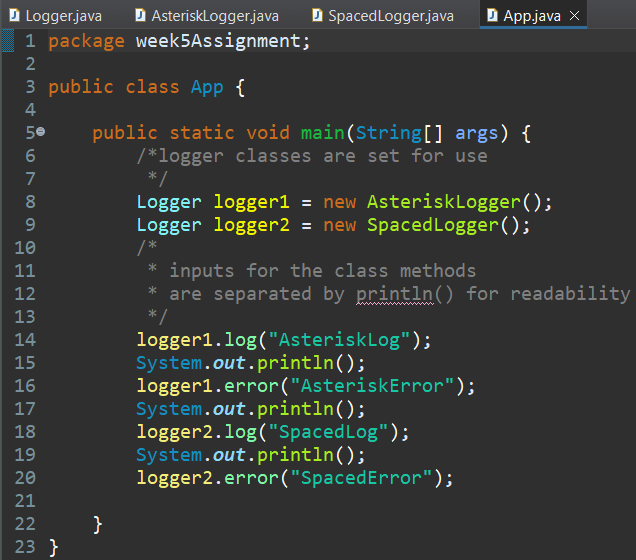 Logger.java AsteriskLogger.java SpacedLogger.java App.java
1 package week5Assignment;
2
3 public class App {
4
5 public static void main(String[] args) {
6 /*logger classes are set for use
7 */
8 Logger logger1 = new AsteriskLogger();
9 Logger logger2 = new SpacedLogger();
10 /*
11 * inputs for the class methods
12 * are separated by println() for readability
13 */
14 logger1.log("AsteriskLog");
15 System.out.println();
16 logger1.error("AsteriskError");
17 System.out.println();
18 logger2.log("SpacedLog");
19 System.out.println();
20 logger2.error("SpacedError");
21
22 }
23 }